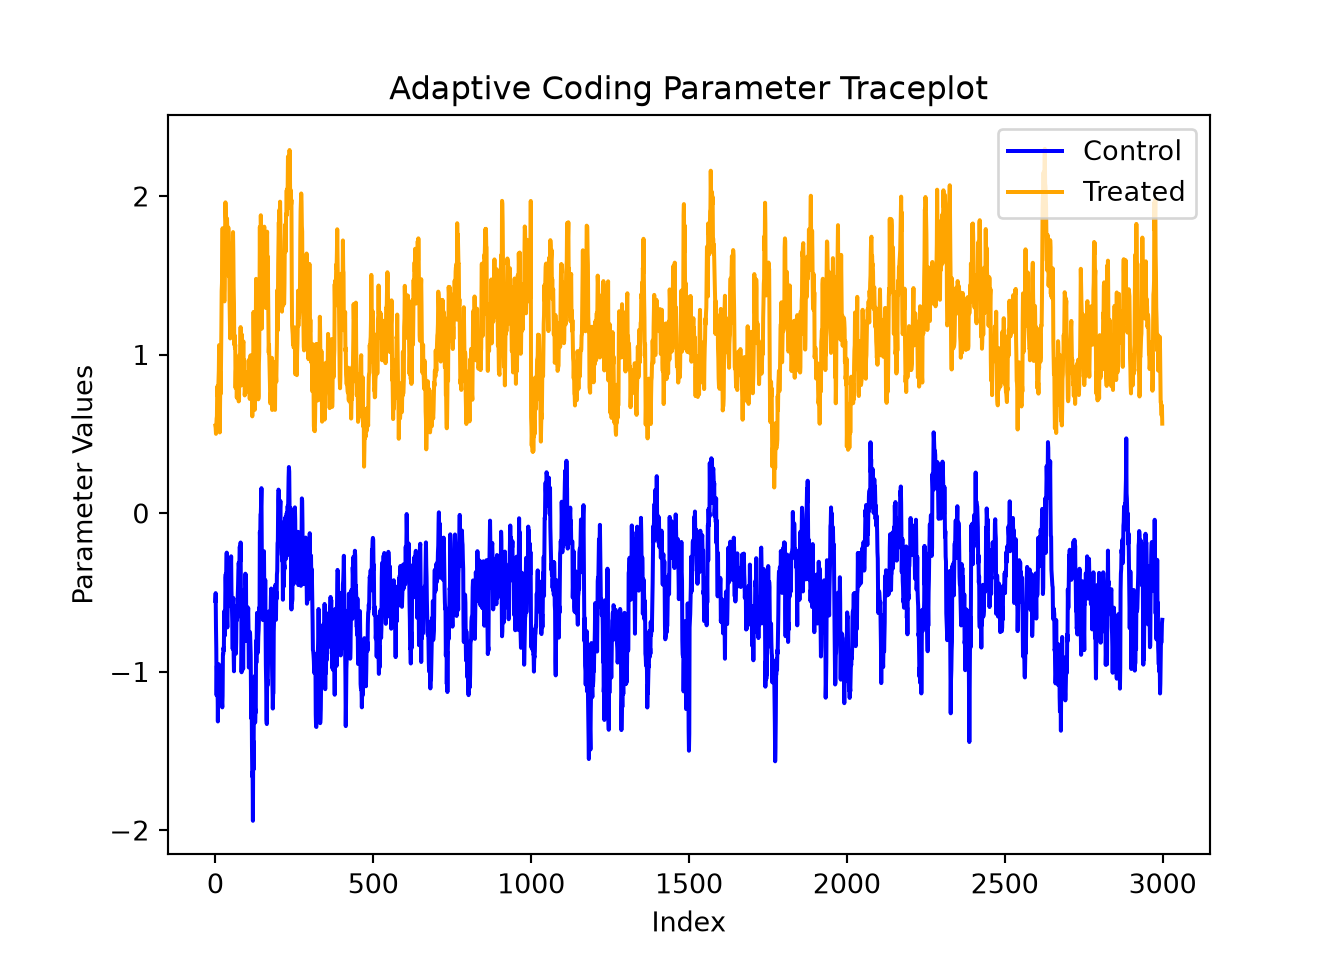 Adaptive Coding Parameter Traceplot
Control
Treated
Parameter Values
2
1
0
−1
−2
0 500 1000 1500 2000 2500 3000
Index